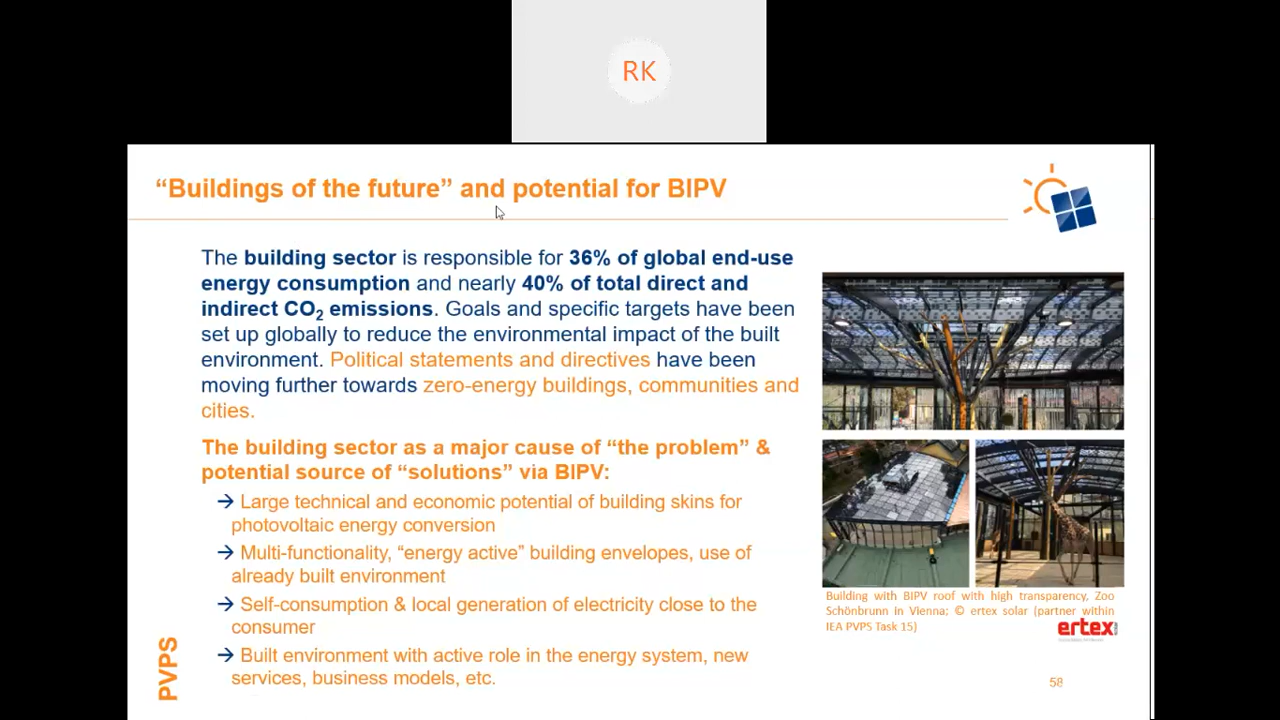 RK
“Buildings of the future” and potential for BIPV
The building sector is responsible for 36% of global end-use
energy consumption and nearly 40% of total direct and
indirect CO2 emissions. Goals and specific targets have been
set up globally to reduce the environmental impact of the built
environment. Political statements and directives have been
moving further towards zero-energy buildings, communities and
cities.
The building sector as a major cause of “the problem” &
potential source of “solutions” via BIPV:
→ Large technical and economic potential of building skins for
photovoltaic energy conversion
→ Multi-functionality, “energy active” building envelopes, use of
already built environment
→ Self-consumption & local generation of electricity close to the
consumer
→ Built environment with active role in the energy system, new
services, business models, etc.
Building with BIPV roof with high transparency, Zoo
Schönbrunn in Vienna; © ertex solar (partner within
IEA PVPS Task 15)
ertex
PVPS
58